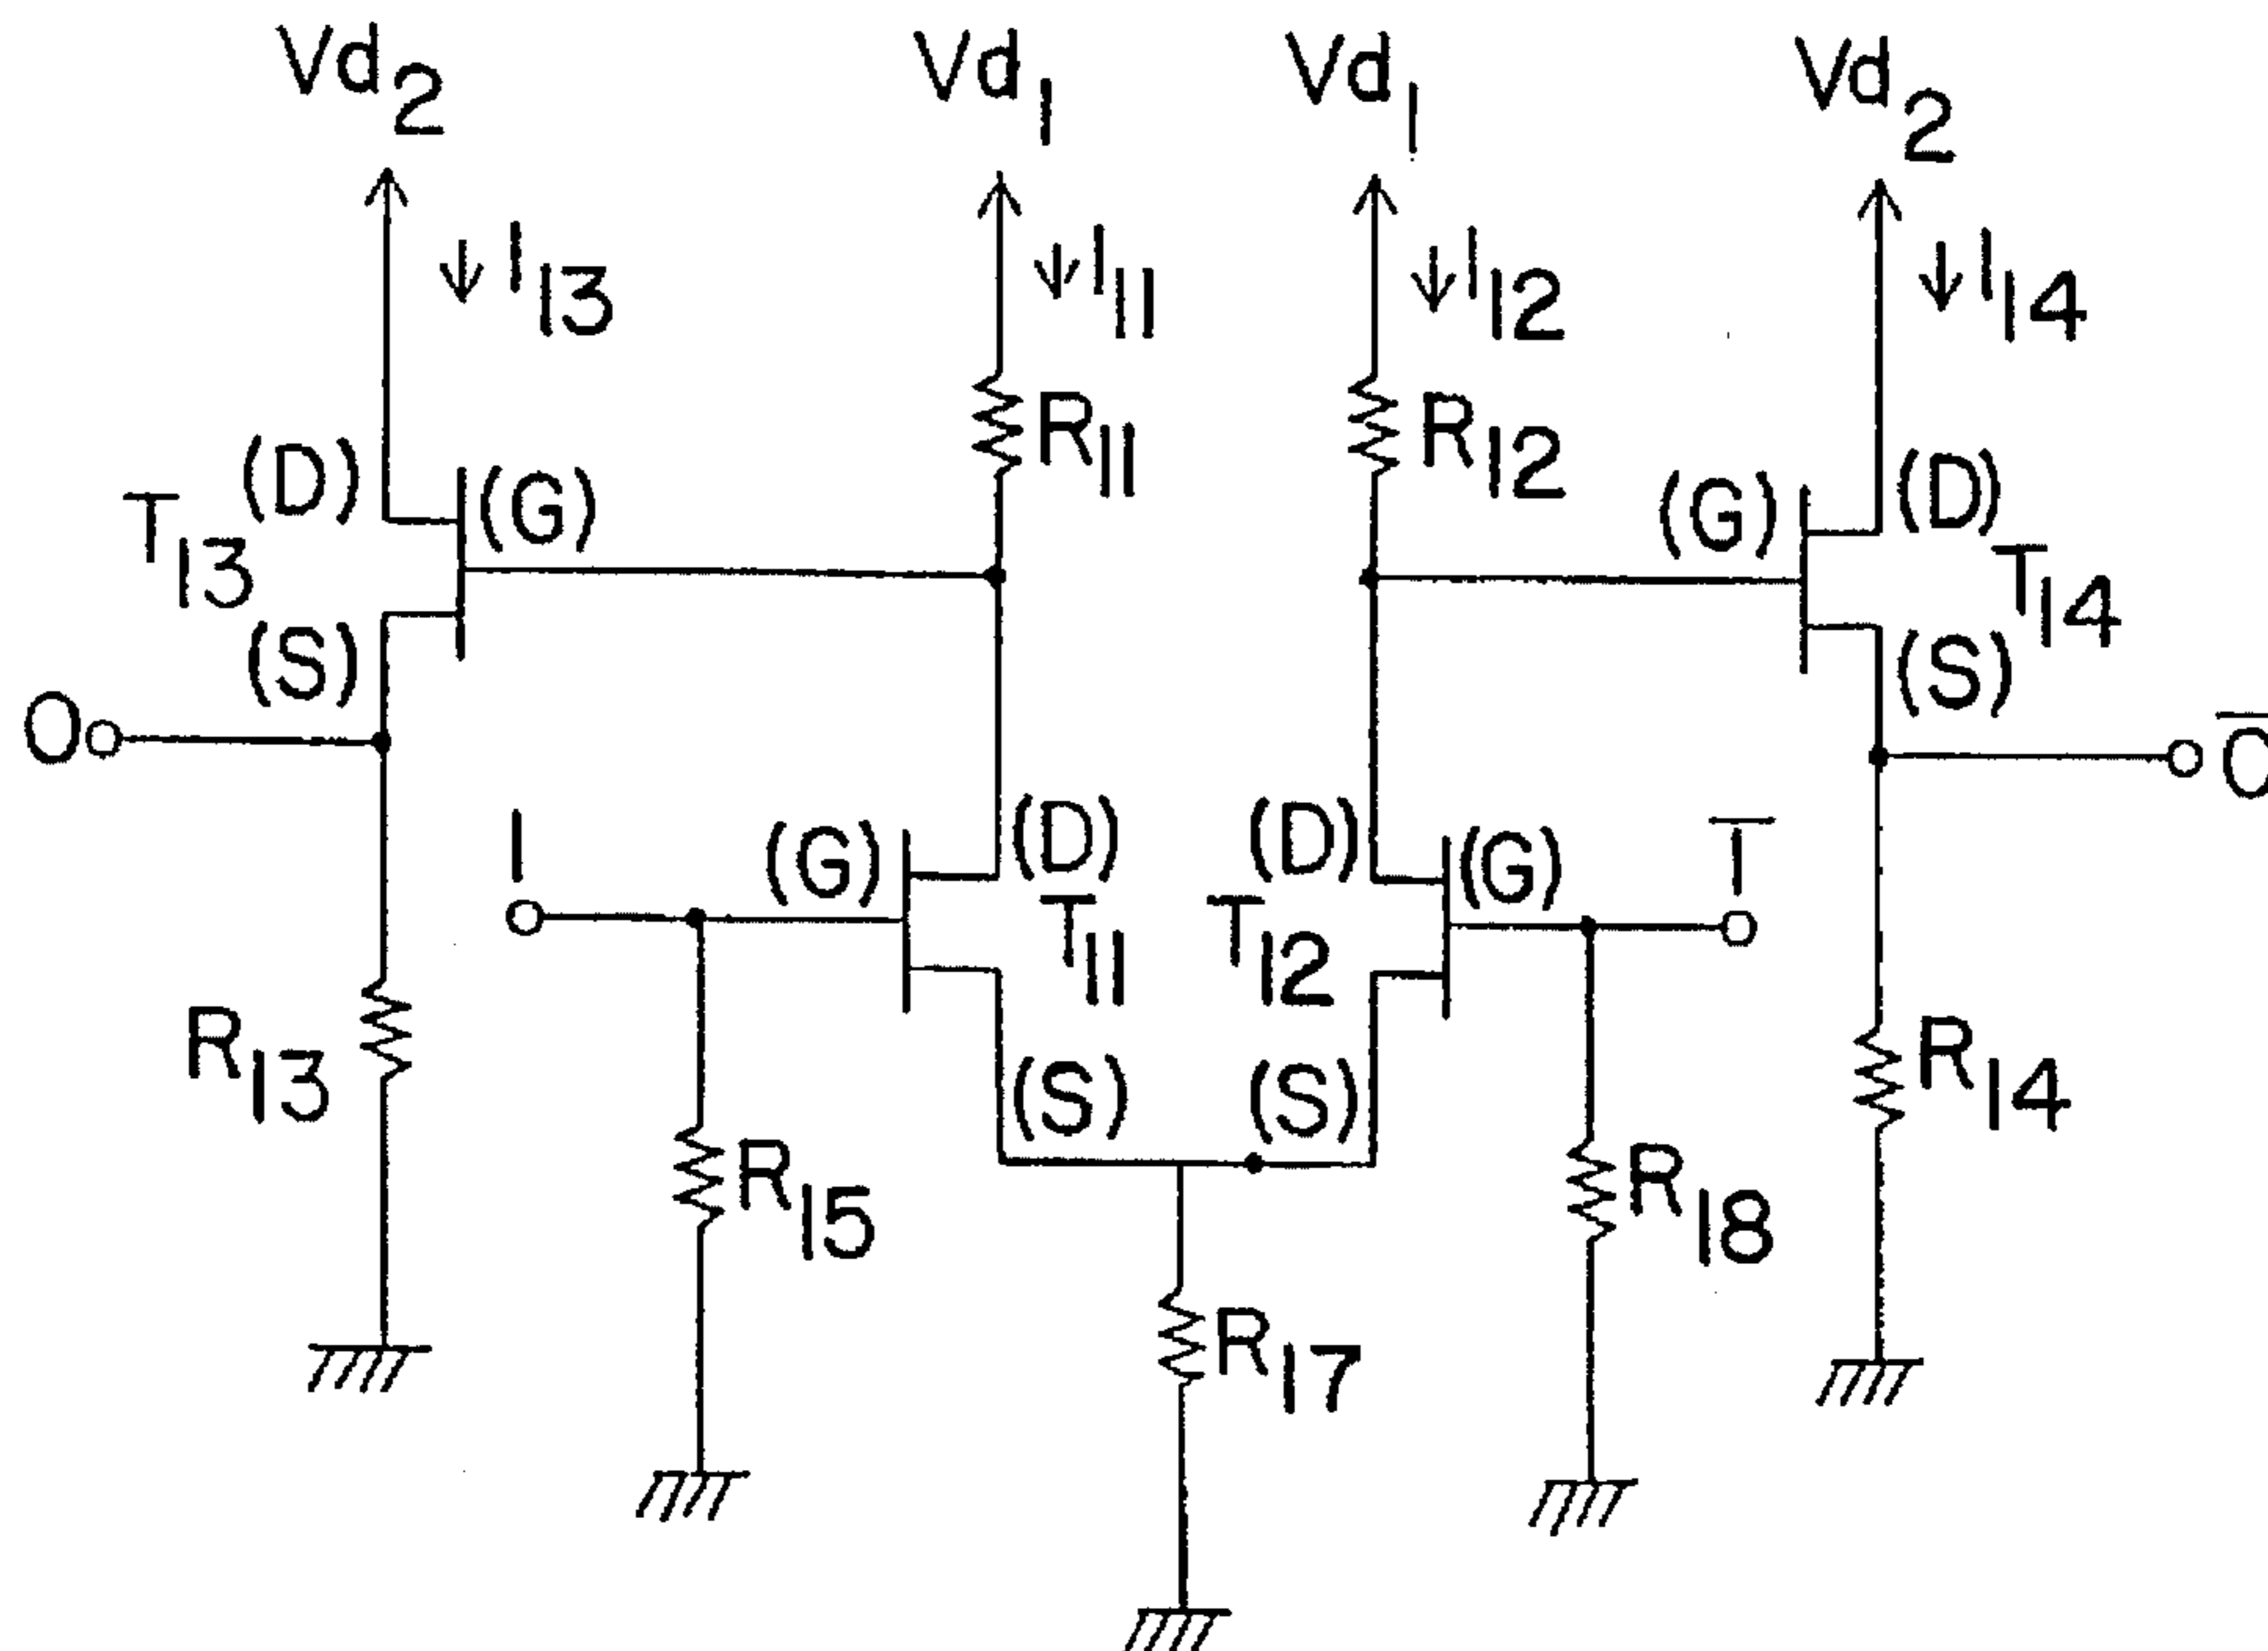 Vd2 Vd1 Vd1 Vd2
I13 I11 I12 I14
R11 R12
(D) (G) (G) (D)
T13 T14
(S) (S)
O O̅
I (G) (D) (D) (G) I̅
T11 T12
R13 (S) (S) R14
R15 R18
R17